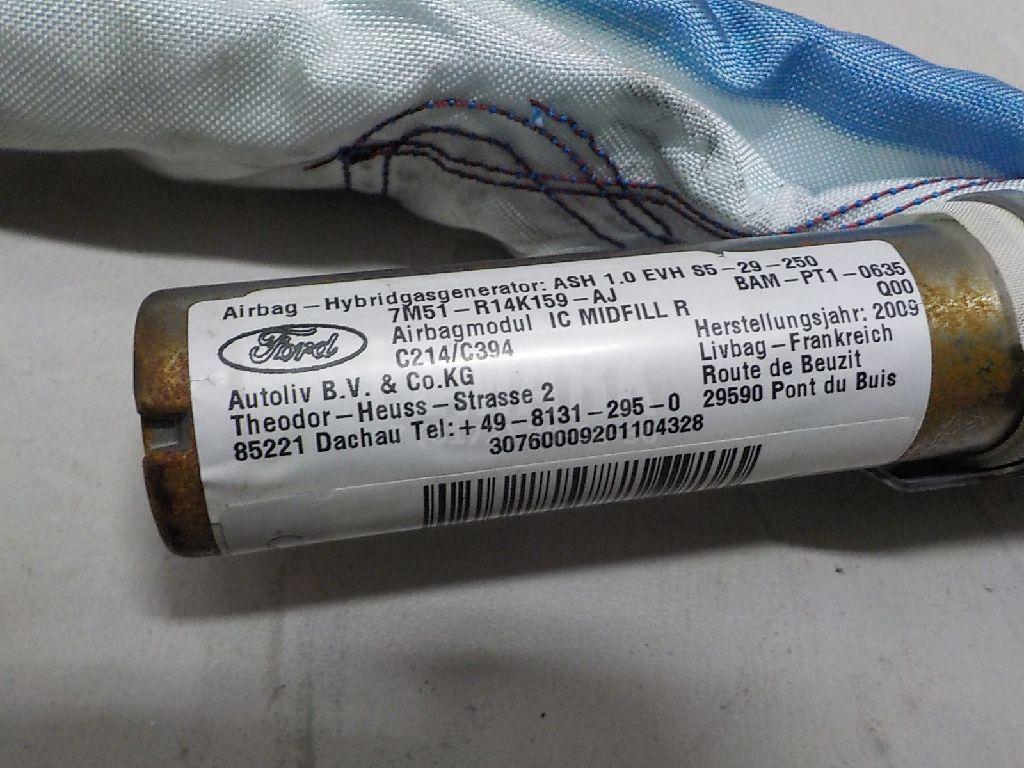 Airbag-Hybridgasgenerator: ASH 1.0 EVH S5-29-250
7M51-R14K159-AJ BAM-PT1-0635
Ford Airbagmodul IC MIDFILL R Q00
C214/C394 Herstellungsjahr: 2009
Autoliv B.V. & Co.KG Livbag-Frankreich
Theodor-Heuss-Strasse 2 Route de Beuzit
85221 Dachau Tel:+49-8131-295-0 29590 Pont du Buis
30760009201104328